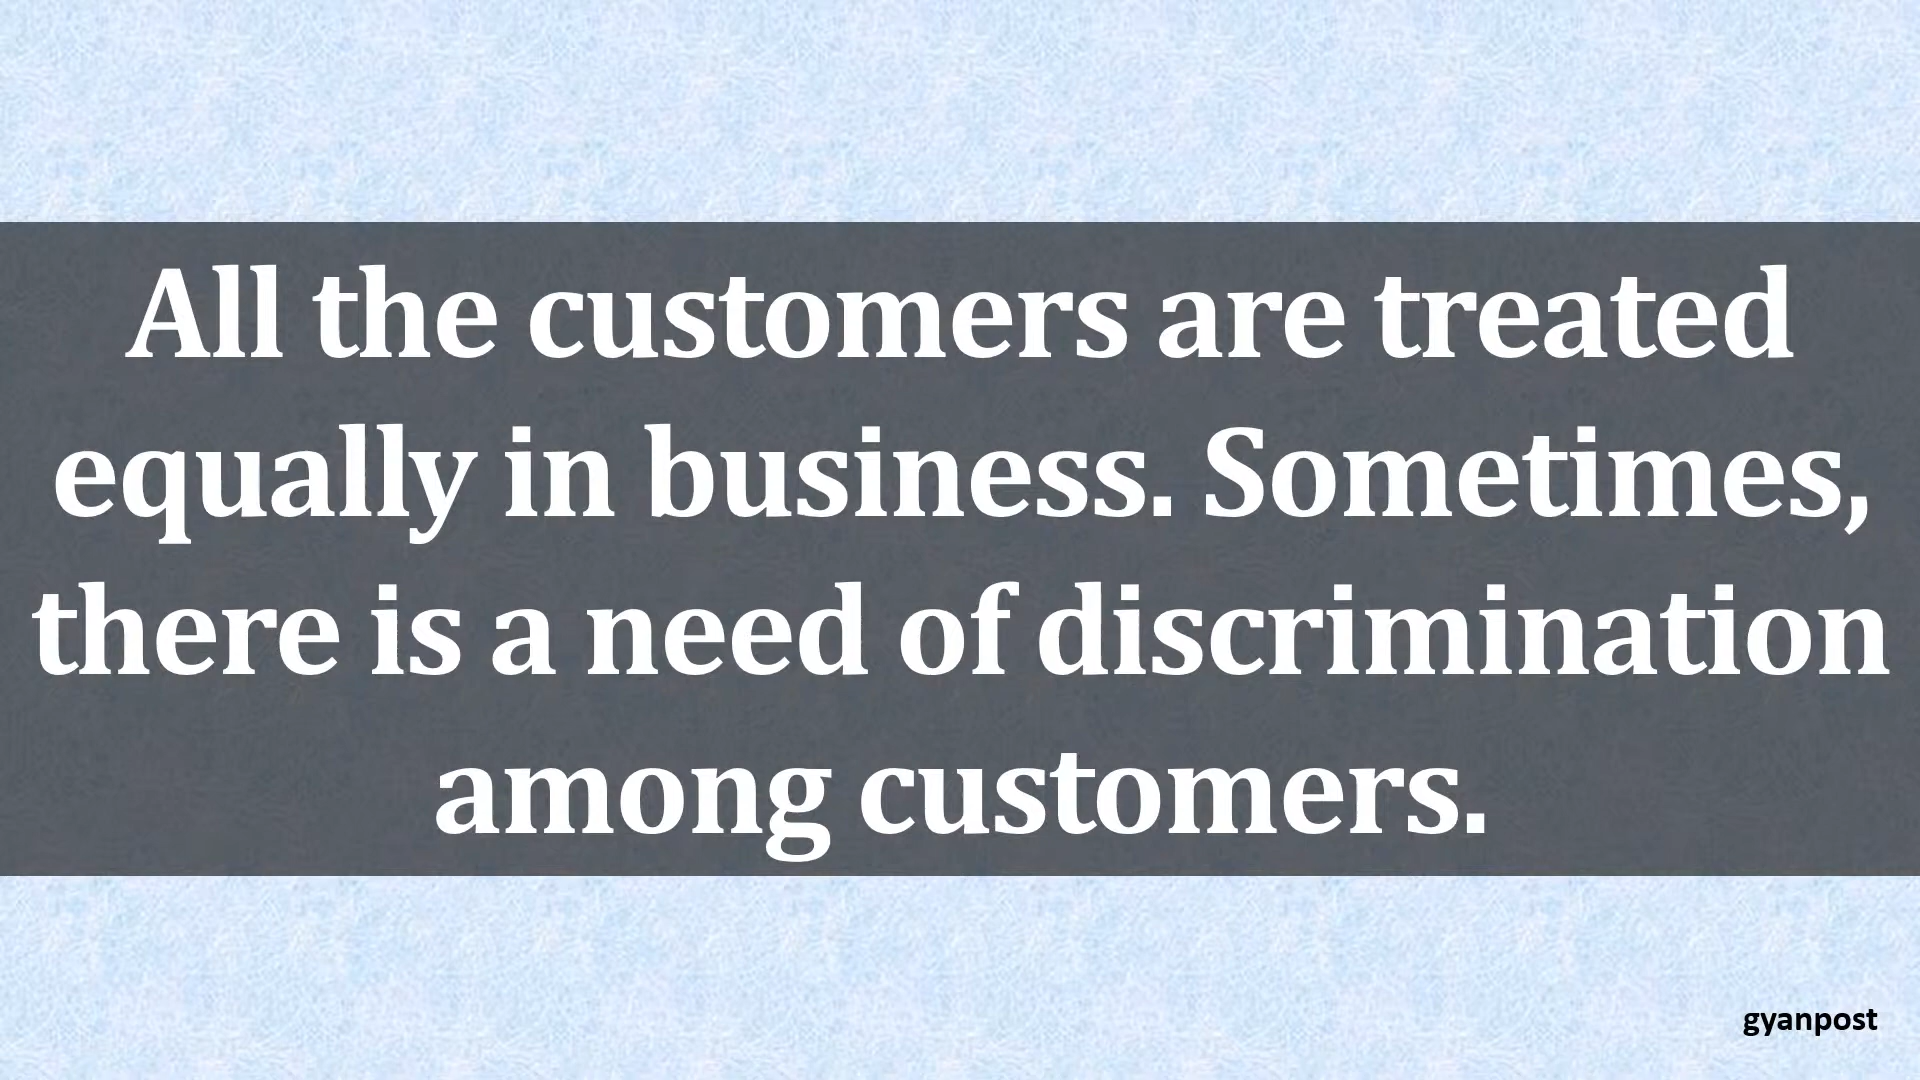 All the customers are treated
equally in business. Sometimes,
there is a need of discrimination
among customers.
gyanpost